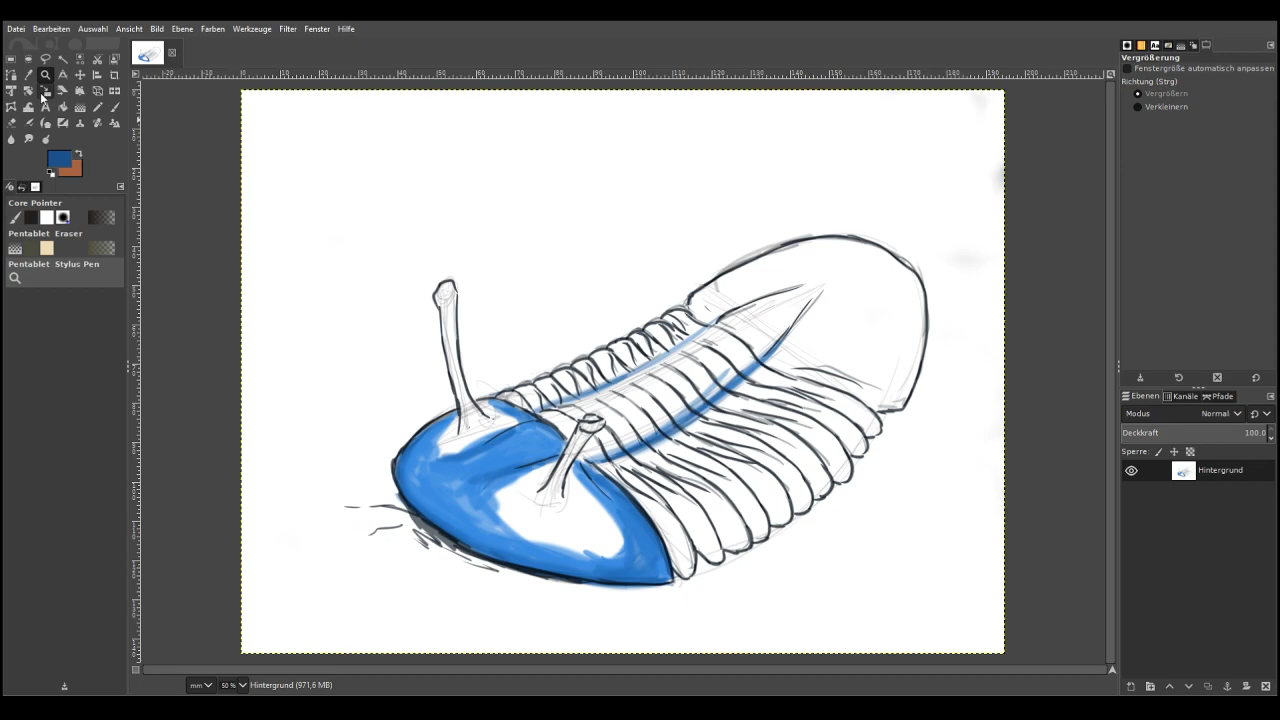 Datei Bearbeiten Auswahl Ansicht Bild Ebene Farben Werkzeuge Filter Fenster Hilfe
Core Pointer
Pentablet Eraser
Pentablet Stylus Pen
Vergrößerung
Fenstergröße automatisch anpassen
Richtung (Strg)
Vergrößern
Verkleinern
Ebenen Kanäle Pfade
Modus Normal
Deckkraft 100.0
Sperre:
Hintergrund
mm 50 % Hintergrund (971,6 MB)